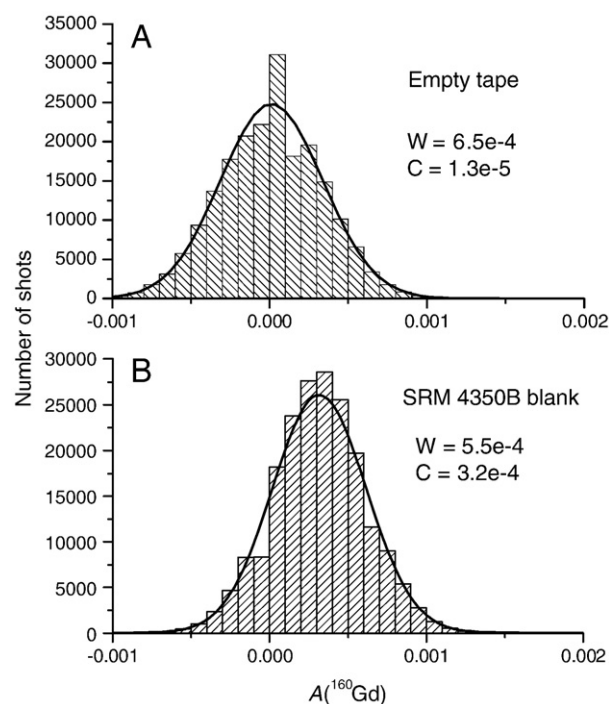 A
35000
30000
25000
20000
15000
10000
5000
0
Empty tape
W = 6.5e-4
C = 1.3e-5
-0.001
0.000
0.001
0.002
Number of shots
B
30000
25000
20000
15000
10000
5000
0
SRM 4350B blank
W = 5.5e-4
C = 3.2e-4
-0.001
0.000
0.001
0.002
A(¹⁶⁰Gd)